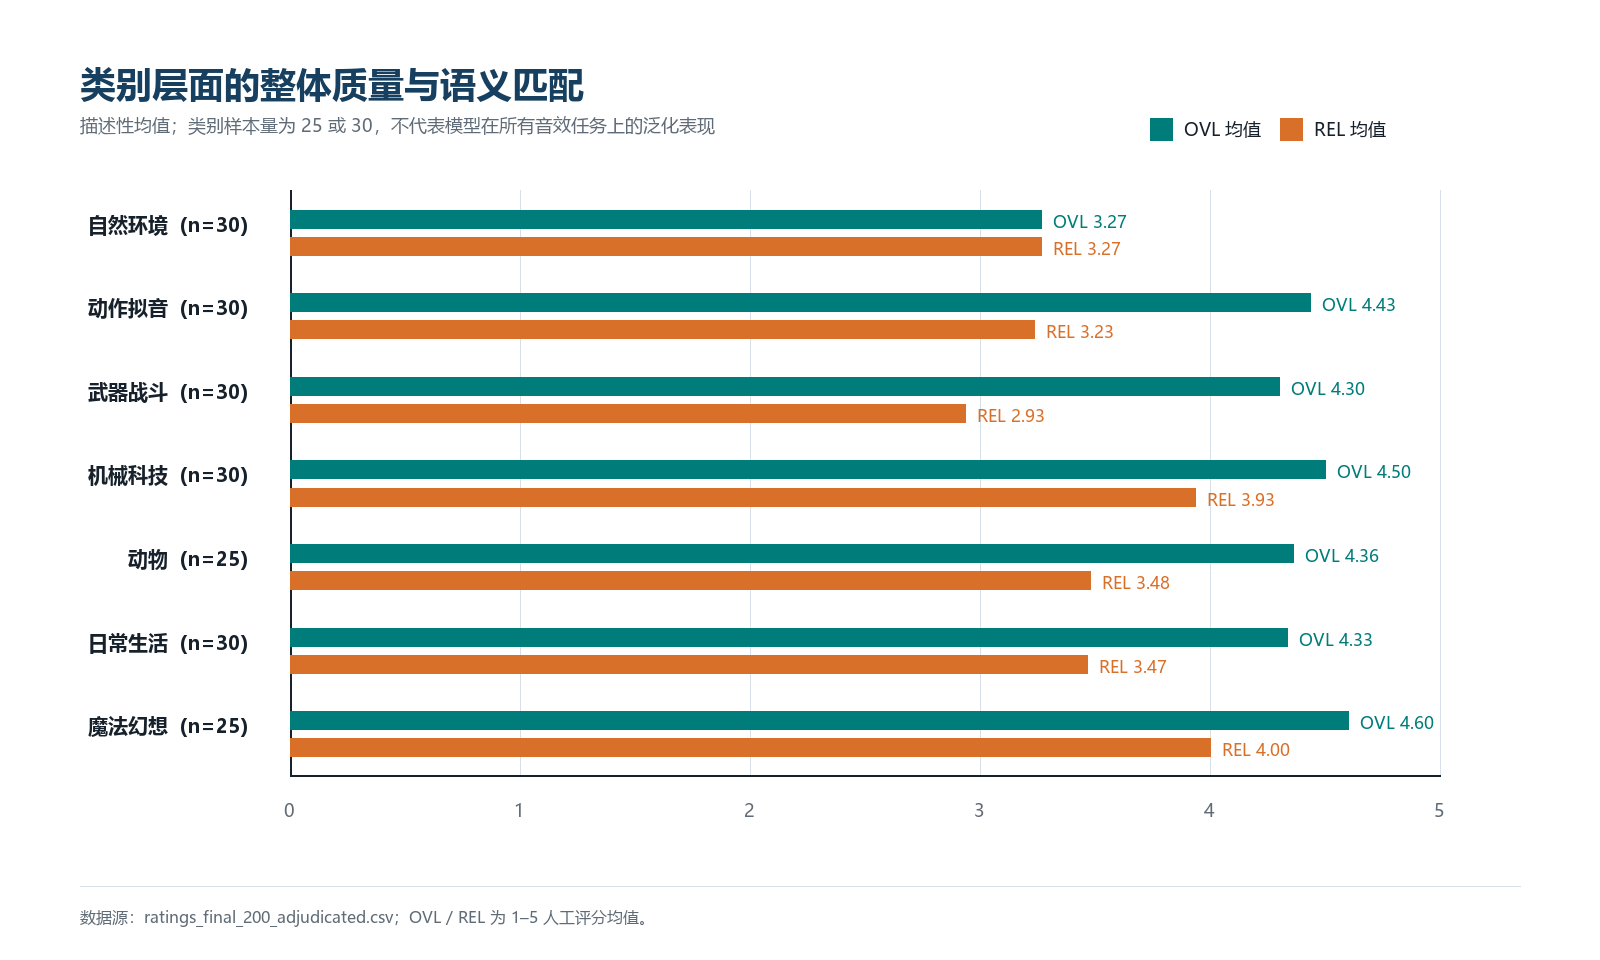 类别层面的整体质量与语义匹配
描述性均值；类别样本量为 25 或 30，不代表模型在所有音效任务上的泛化表现
OVL 均值 REL 均值
自然环境 (n=30)
OVL 3.27
REL 3.27
动作拟音 (n=30)
OVL 4.43
REL 3.23
武器战斗 (n=30)
OVL 4.30
REL 2.93
机械科技 (n=30)
OVL 4.50
REL 3.93
动物 (n=25)
OVL 4.36
REL 3.48
日常生活 (n=30)
OVL 4.33
REL 3.47
魔法幻想 (n=25)
OVL 4.60
REL 4.00
0 1 2 3 4 5
数据源：ratings_final_200_adjudicated.csv；OVL / REL 为 1–5 人工评分均值。